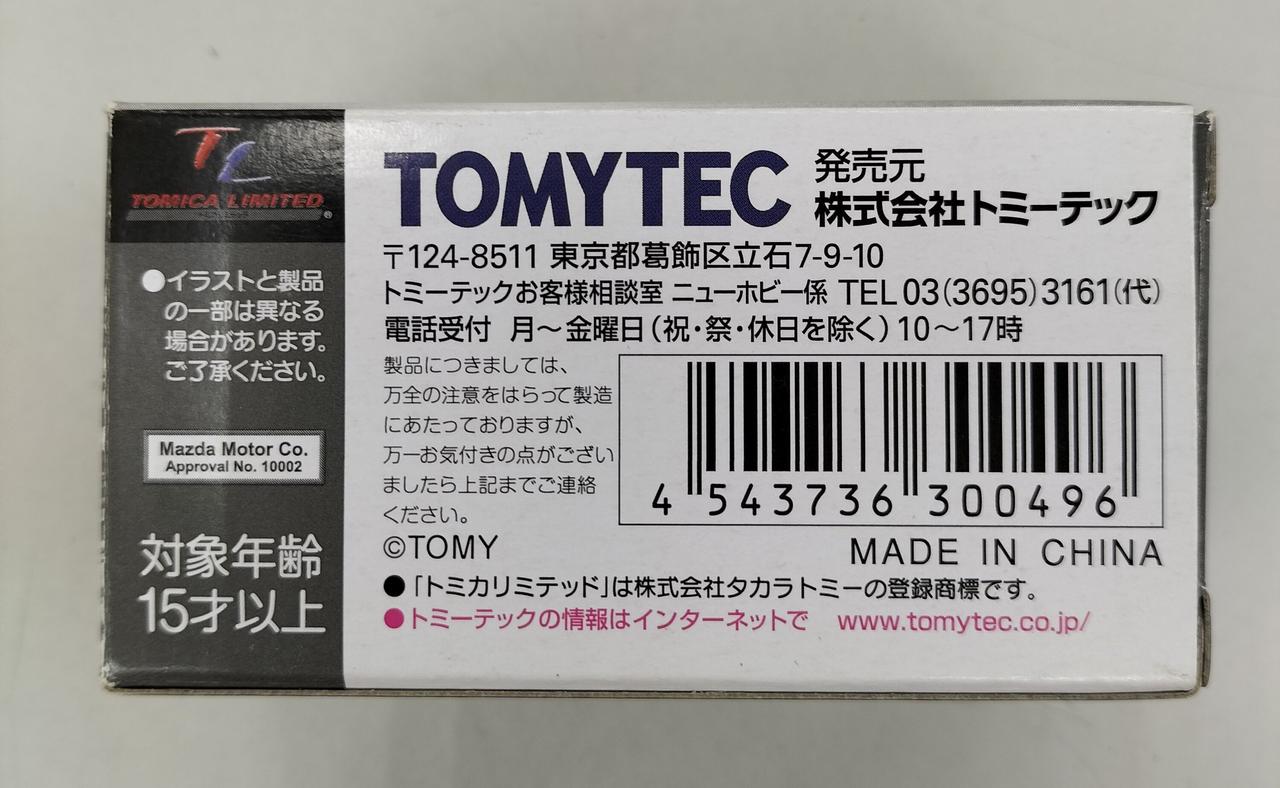 TL
TOMICA LIMITED
®
●イラストと製品
の一部は異なる
場合があります。
ご了承ください。
Mazda Motor Co.
Approval No. 10002
対象年齢
15才以上
TOMYTEC
発売元
株式会社トミーテック
〒124-8511 東京都葛飾区立石7-9-10
トミーテックお客様相談室 ニューホビー係 TEL 03(3695)3161(代)
電話受付 月～金曜日(祝・祭・休日を除く)10～17時
製品につきましては、
万全の注意をはらって製造
にあたっておりますが、
万一お気付きの点がござい
ましたら上記までご連絡
ください。
4 543736 300496
©TOMY
MADE IN CHINA
●「トミカリミテッド」は株式会社タカラトミーの登録商標です。
●トミーテックの情報はインターネットで www.tomytec.co.jp/